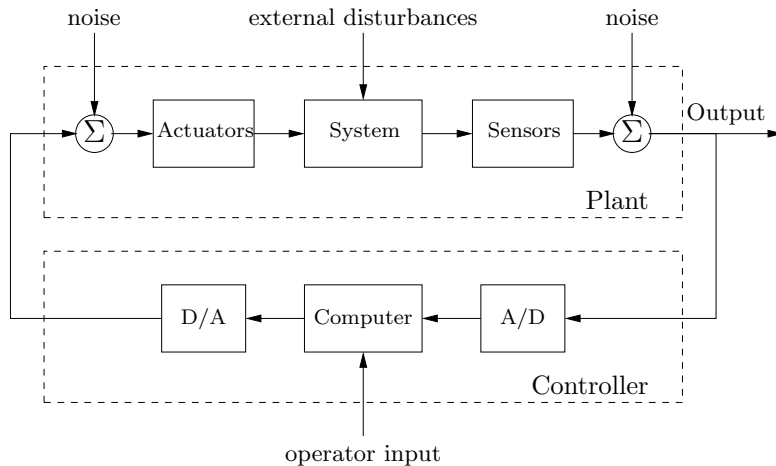 noise
external disturbances
noise
Σ
Actuators
System
Sensors
Σ
Output
Plant
D/A
Computer
A/D
Controller
operator input